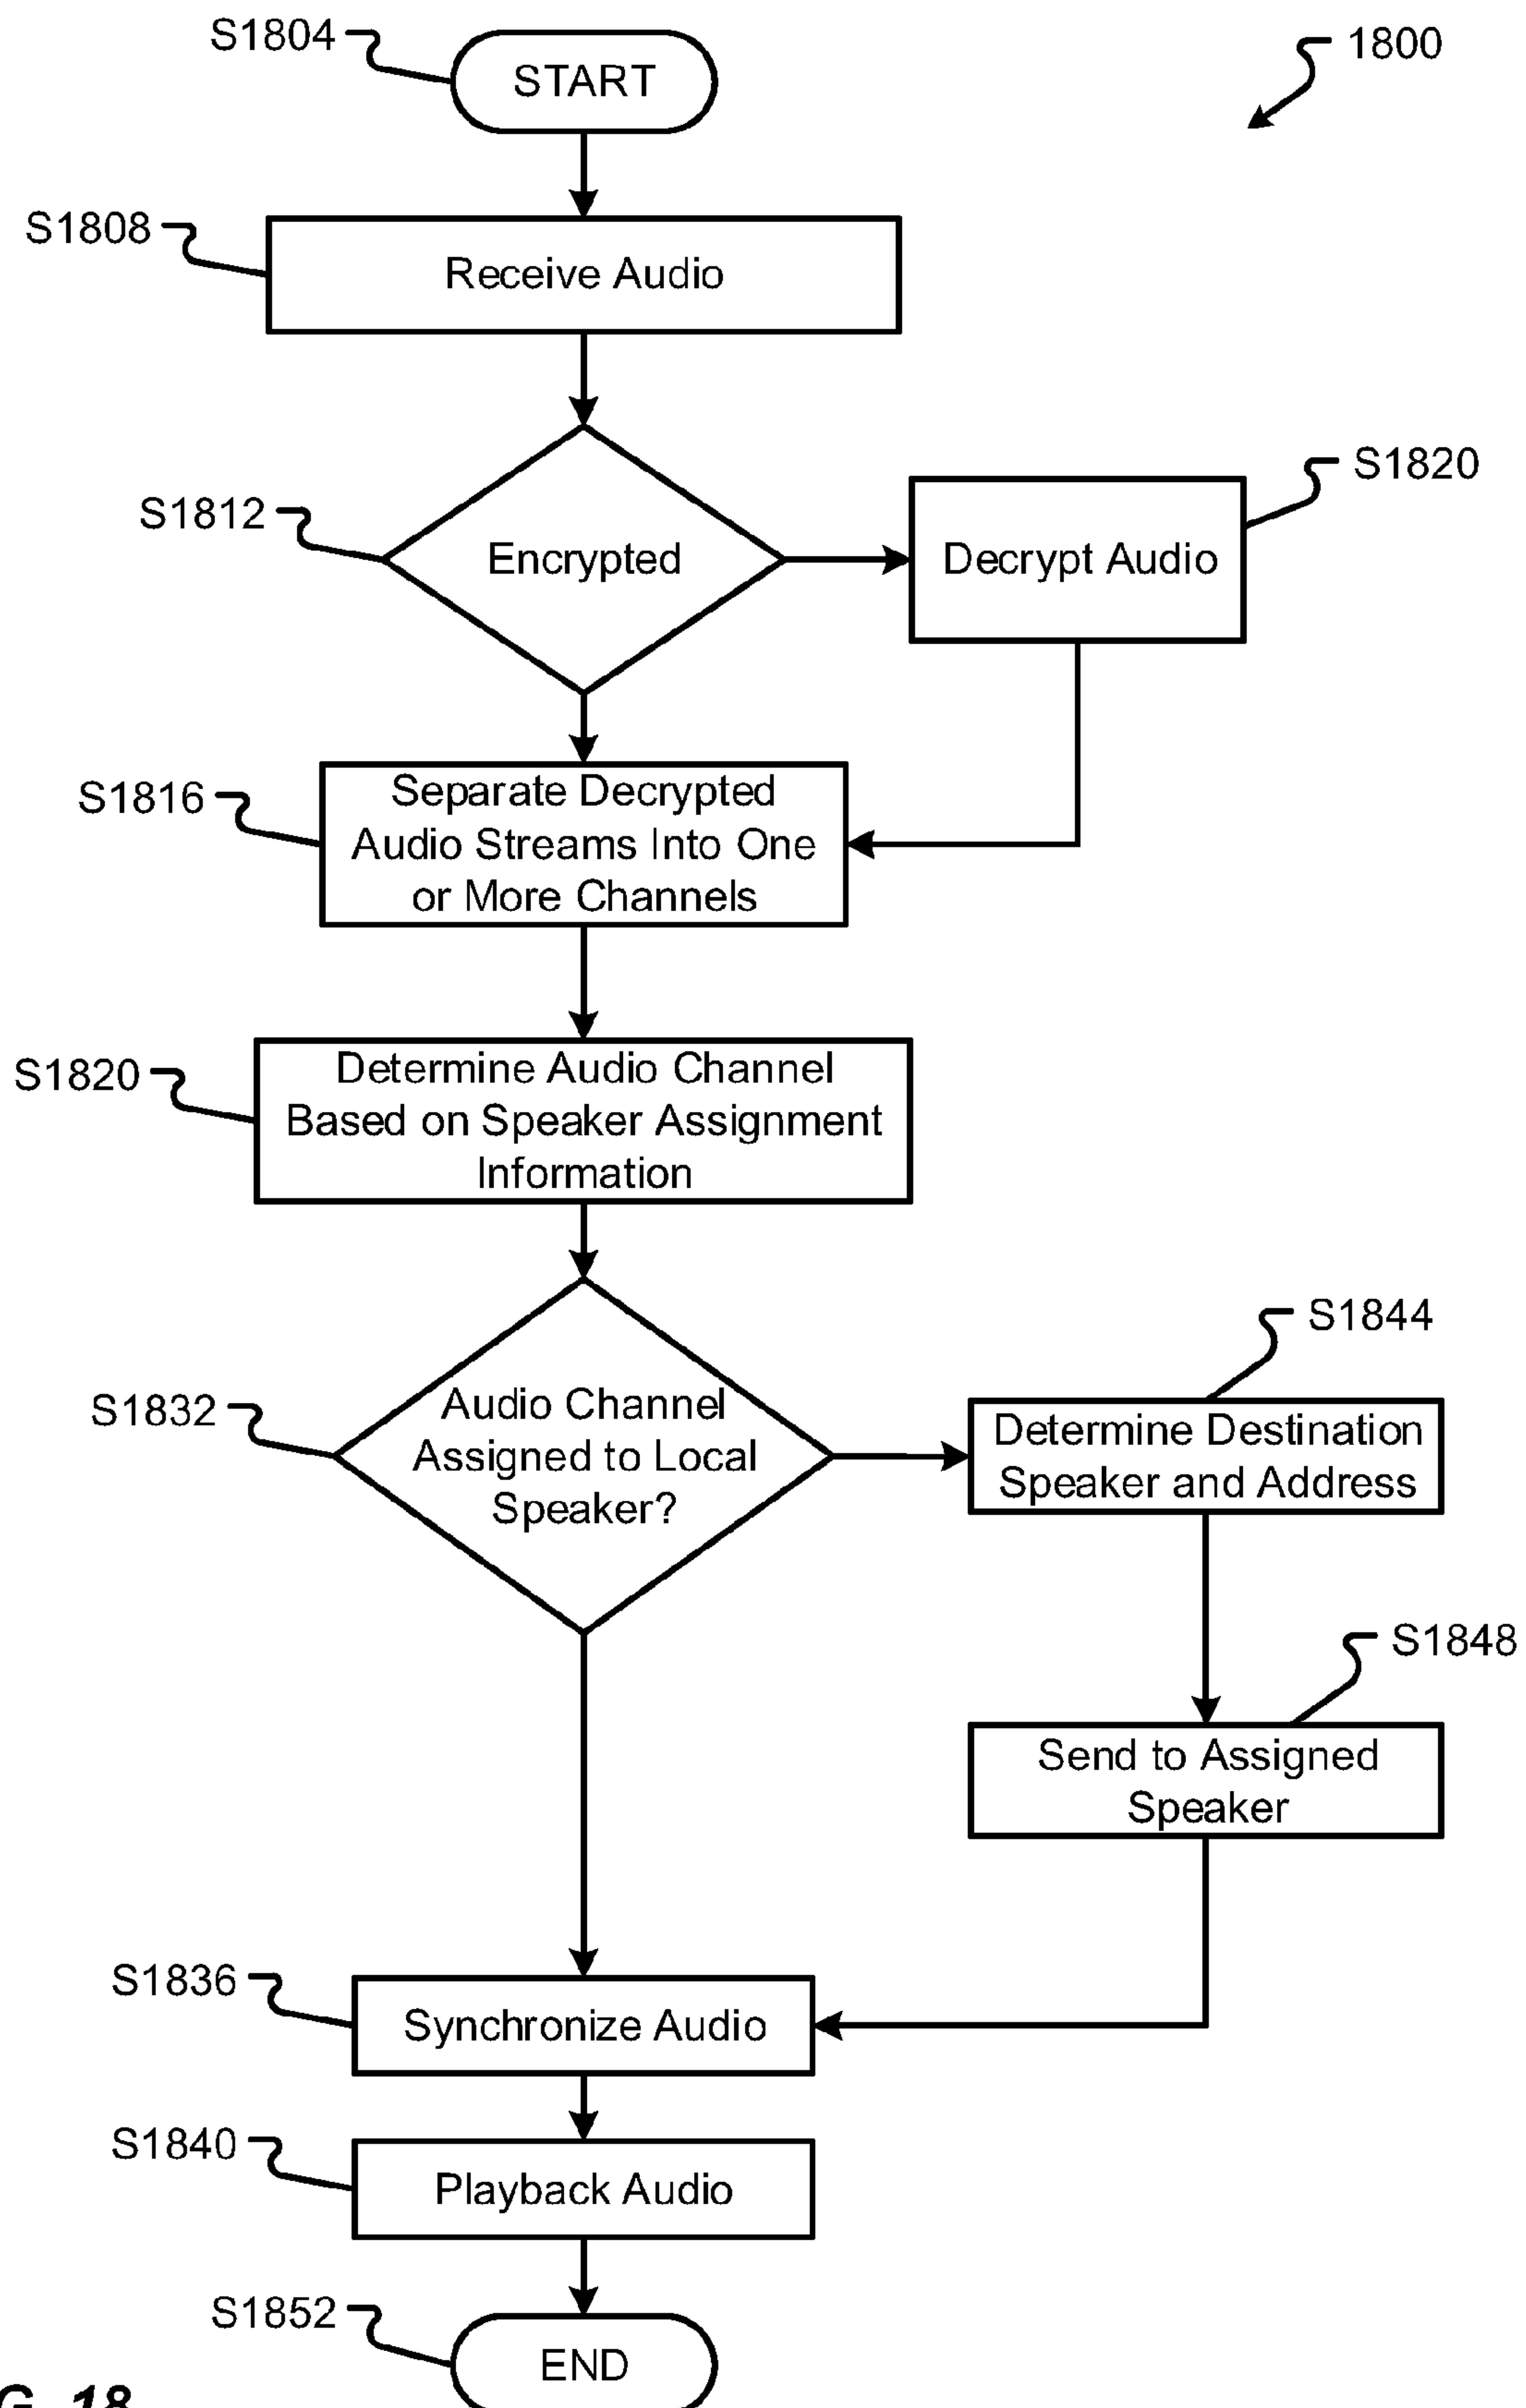 S1804
START
1800
S1808
Receive Audio
S1812
Encrypted
S1820
Decrypt Audio
S1816
Separate Decrypted
Audio Streams Into One
or More Channels
S1820
Determine Audio Channel
Based on Speaker Assignment
Information
S1832
Audio Channel
Assigned to Local
Speaker?
S1844
Determine Destination
Speaker and Address
S1848
Send to Assigned
Speaker
S1836
Synchronize Audio
S1840
Playback Audio
S1852
END
G. 18